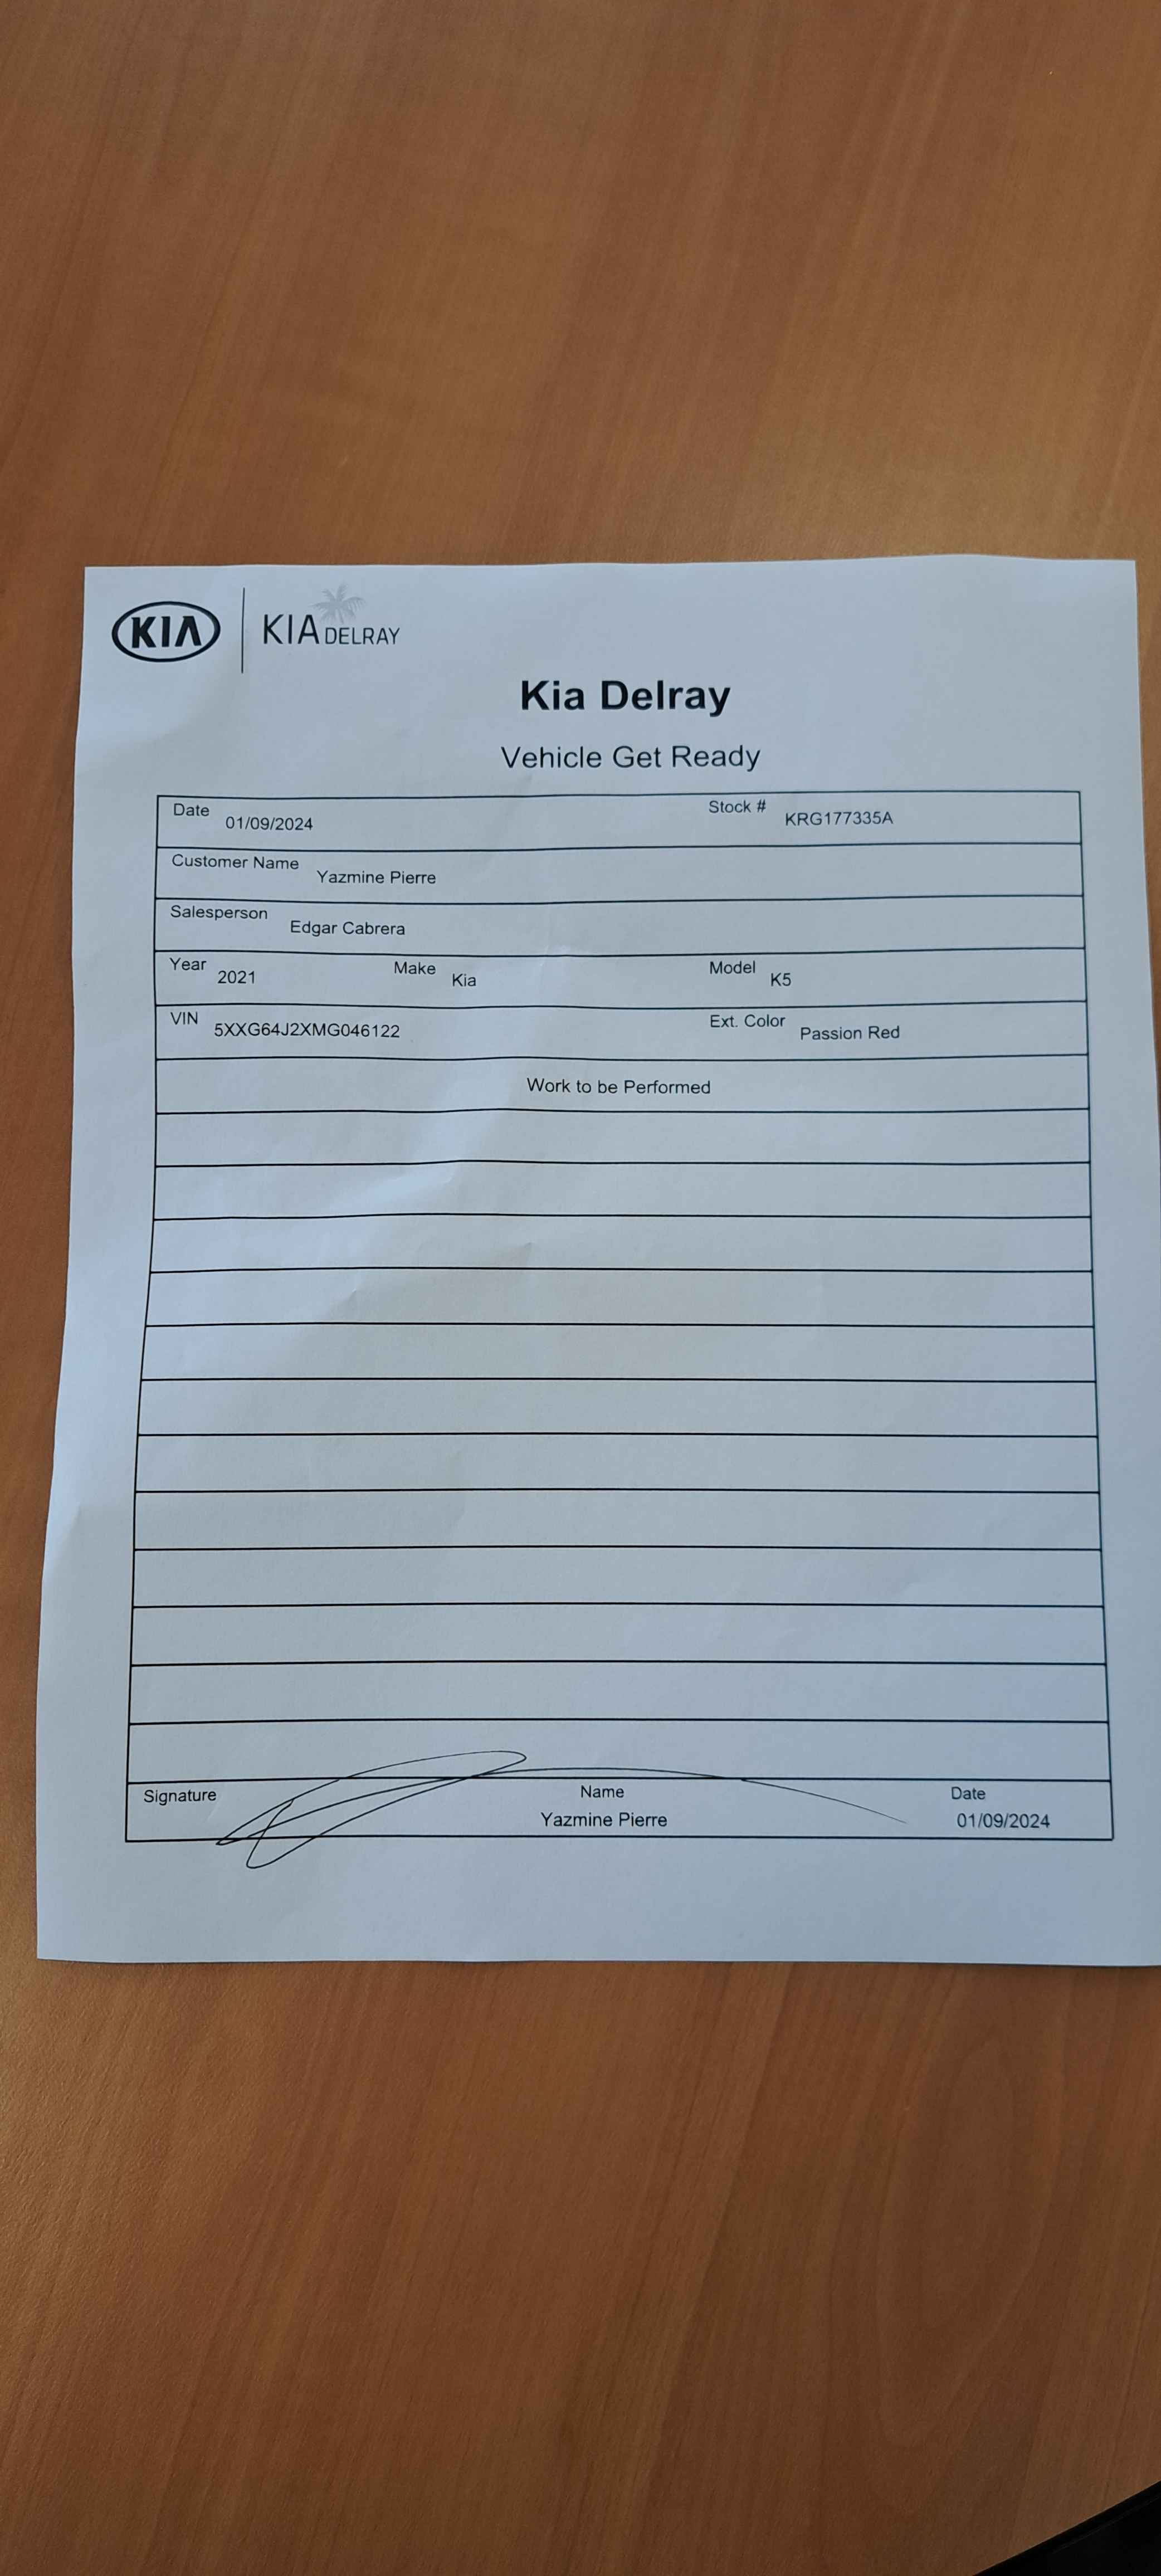 KIA KIA DELRAY
Kia Delray
Vehicle Get Ready
Date 01/09/2024 Stock # KRG177335A
Customer Name Yazmine Pierre
Salesperson Edgar Cabrera
Year 2021 Make Kia Model K5
VIN 5XXG64J2XMG046122 Ext. Color Passion Red
Work to be Performed
Signature Name Date
Yazmine Pierre 01/09/2024